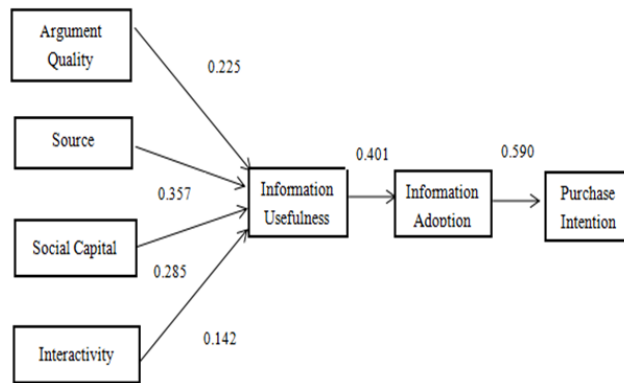 Argument
Quality
0.225
Source
0.401
0.590
0.357
Information
Usefulness
Information
Adoption
Purchase
Intention
Social Capital
0.285
0.142
Interactivity